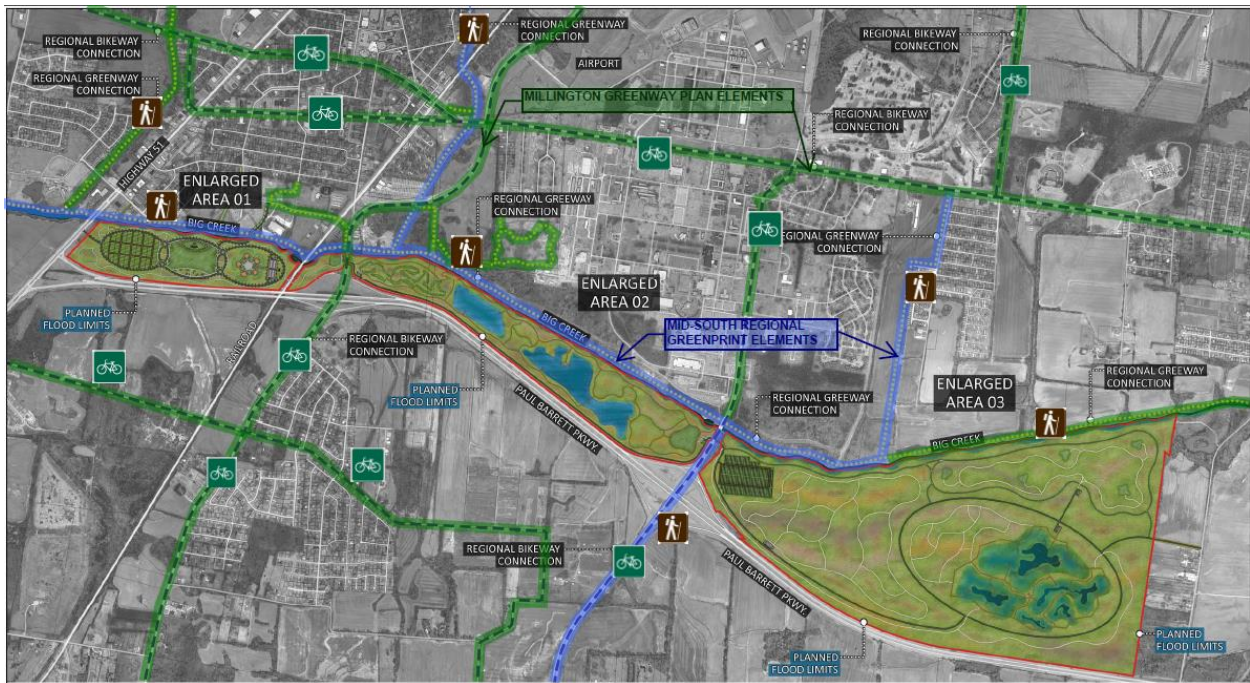 REGIONAL GREENWAY
CONNECTION
REGIONAL BIKEWAY
CONNECTION
REGIONAL BIKEWAY
CONNECTION
AIRPORT
REGIONAL GREENWAY
CONNECTION
MILLINGTON GREENWAY PLAN ELEMENTS
REGIONAL BIKEWAY
CONNECTION
HIGHWAY 51
ENLARGED
AREA 01
REGIONAL GREEWAY
CONNECTION
BIG CREEK
REGIONAL GREENWAY
CONNECTION
ENLARGED
AREA 02
PLANNED
FLOOD LIMITS
BIG CREEK
MID-SOUTH REGIONAL
GREENPRINT ELEMENTS
RAILROAD
REGIONAL BIKEWAY
CONNECTION
PLANNED
FLOOD LIMITS
PAUL BARRETT PKWY.
REGIONAL GREEWAY
CONNECTION
ENLARGED
AREA 03
REGIONAL GREEWAY
CONNECTION
BIG CREEK
REGIONAL BIKEWAY
CONNECTION
PAUL BARRETT PKWY.
PLANNED
FLOOD LIMITS
PLANNED
FLOOD LIMITS